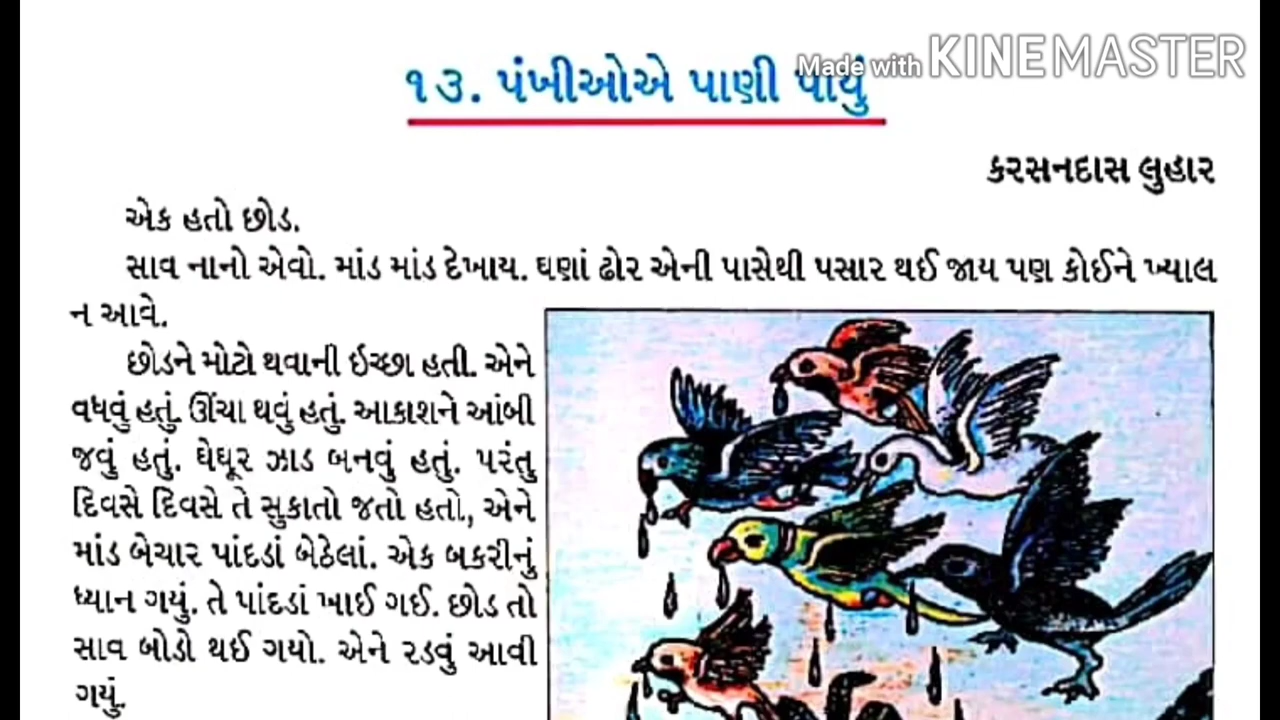 Made with KINEMASTER
૧૩. પંખીઓએ પાણી પાયું
કરસનદાસ લુહાર
એક હતો છોડ.
સાવ નાનો એવો. માંડ માંડ દેખાય. ઘણાં ઢોર એની પાસેથી પસાર થઈ જાય પણ કોઈને ખ્યાલ
ન આવે.
છોડને મોટો થવાની ઇચ્છા હતી. એને
વધવું હતું. ઊંચા થવું હતું. આકાશને આંબી
જવું હતું. ઘેઘૂર ઝાડ બનવું હતું. પરંતુ
દિવસે દિવસે તે સુકાતો જતો હતો, એને
માંડ બેચાર પાંદડાં બેઠેલાં. એક બકરીનું
ધ્યાન ગયું. તે પાંદડાં ખાઈ ગઈ. છોડ તો
સાવ બોડો થઈ ગયો. એને રડવું આવી
ગયું.